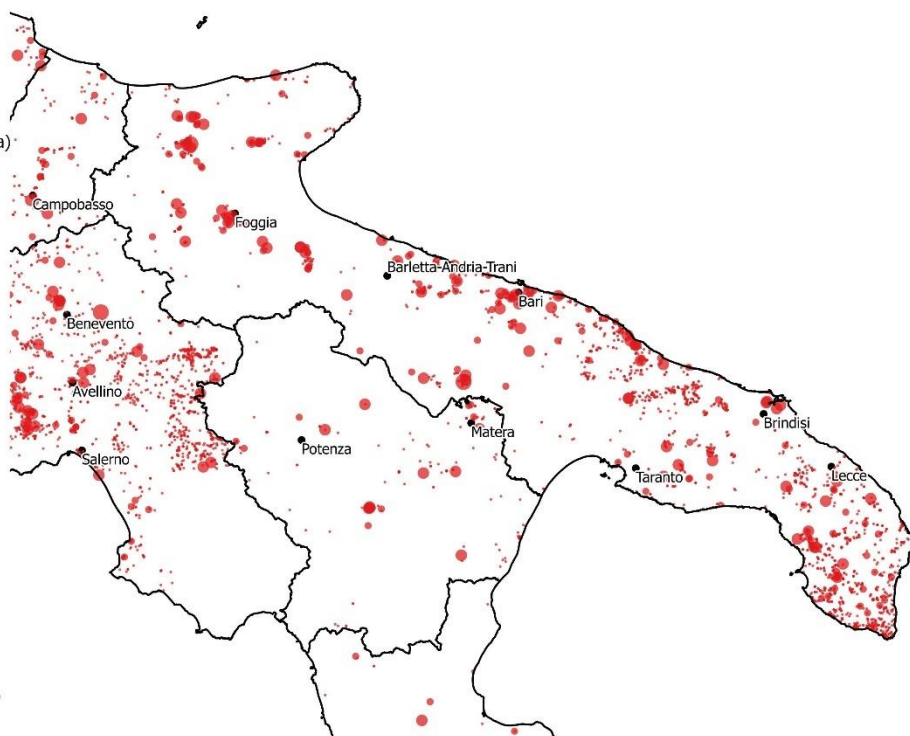 a)
Campobasso
Foggia
Barletta-Andria-Trani
Bari
Benevento
Avellino
Salerno
Potenza
Matera
Brindisi
Taranto
Lecce